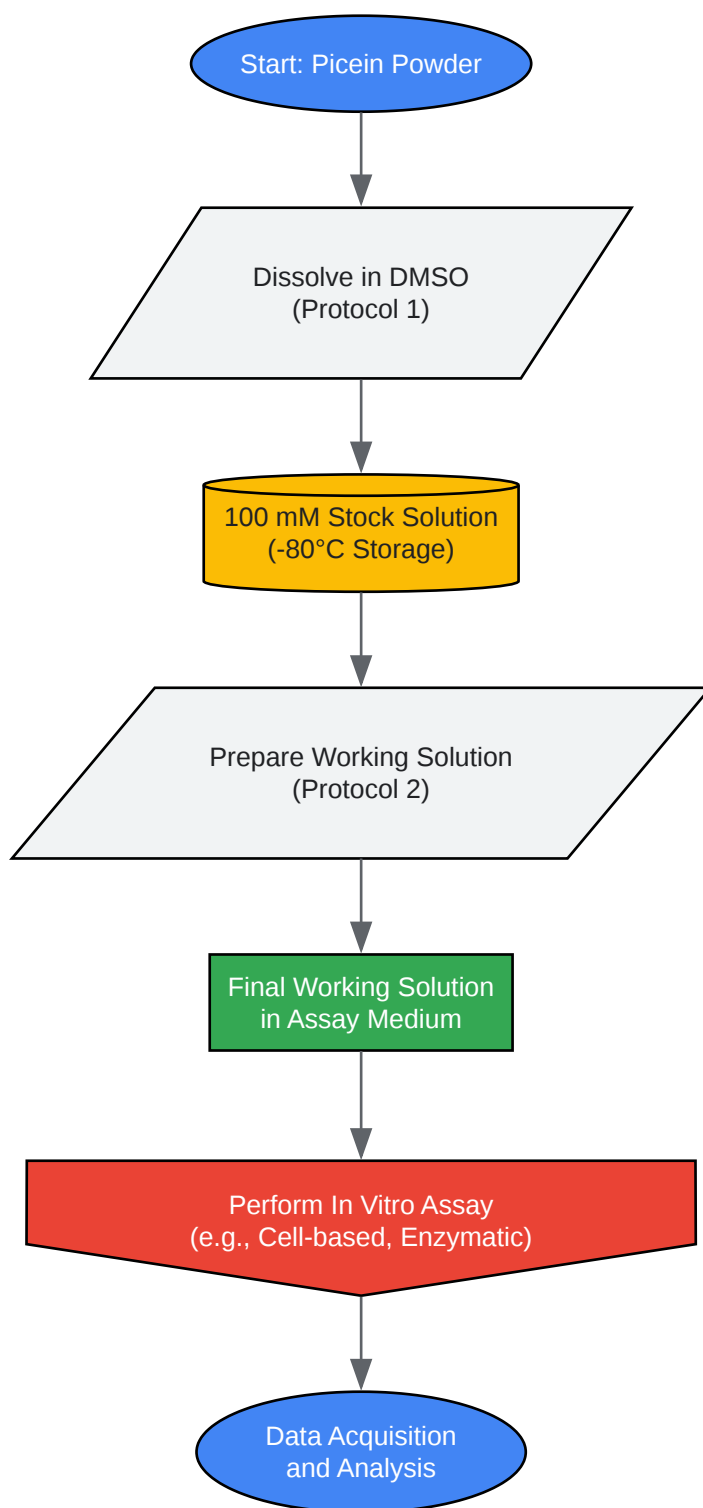 Start: Picein Powder
Dissolve in DMSO
(Protocol 1)
100 mM Stock Solution
(-80°C Storage)
Prepare Working Solution
(Protocol 2)
Final Working Solution
in Assay Medium
Perform In Vitro Assay
(e.g., Cell-based, Enzymatic)
Data Acquisition
and Analysis